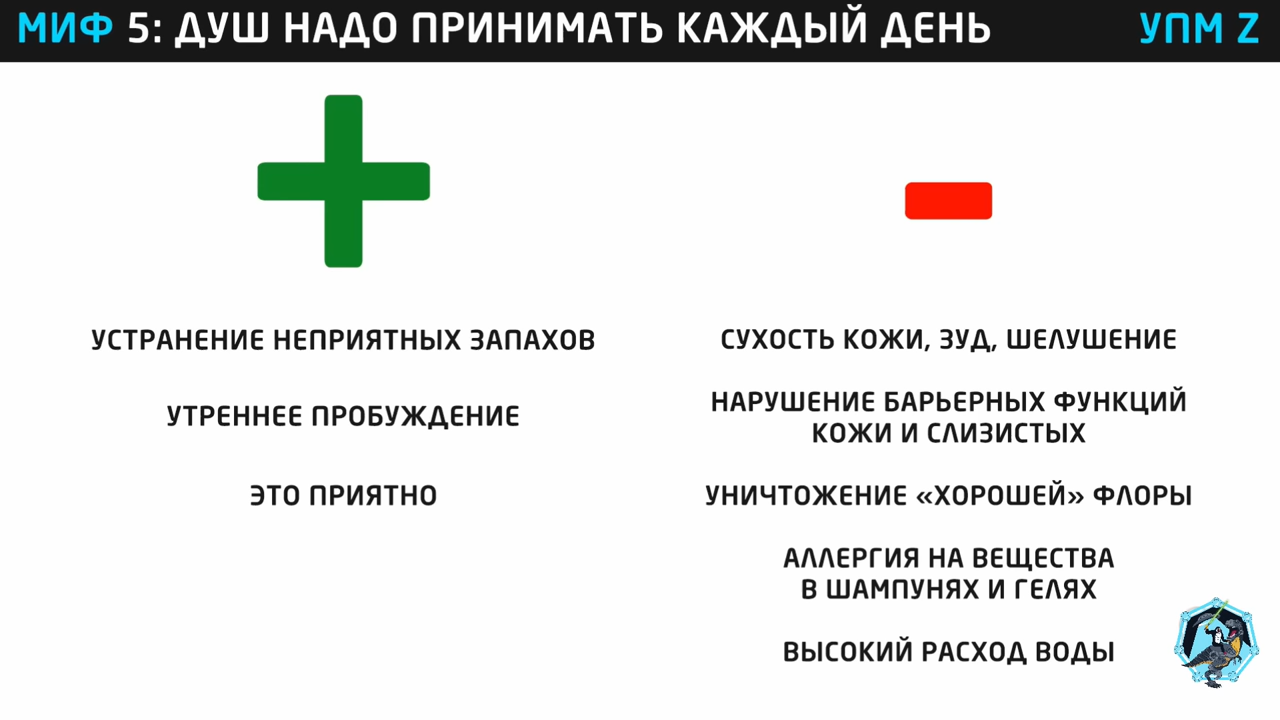 МИФ 5: ДУШ НАДО ПРИНИМАТЬ КАЖДЫЙ ДЕНЬ
УПМ Z
УСТРАНЕНИЕ НЕПРИЯТНЫХ ЗАПАХОВ
УТРЕННЕЕ ПРОБУЖДЕНИЕ
ЭТО ПРИЯТНО
СУХОСТЬ КОЖИ, ЗУД, ШЕЛУШЕНИЕ
НАРУШЕНИЕ БАРЬЕРНЫХ ФУНКЦИЙ
КОЖИ И СЛИЗИСТЫХ
УНИЧТОЖЕНИЕ «ХОРОШЕЙ» ФЛОРЫ
АЛЛЕРГИЯ НА ВЕЩЕСТВА
В ШАМПУНЯХ И ГЕЛЯХ
ВЫСОКИЙ РАСХОД ВОДЫ